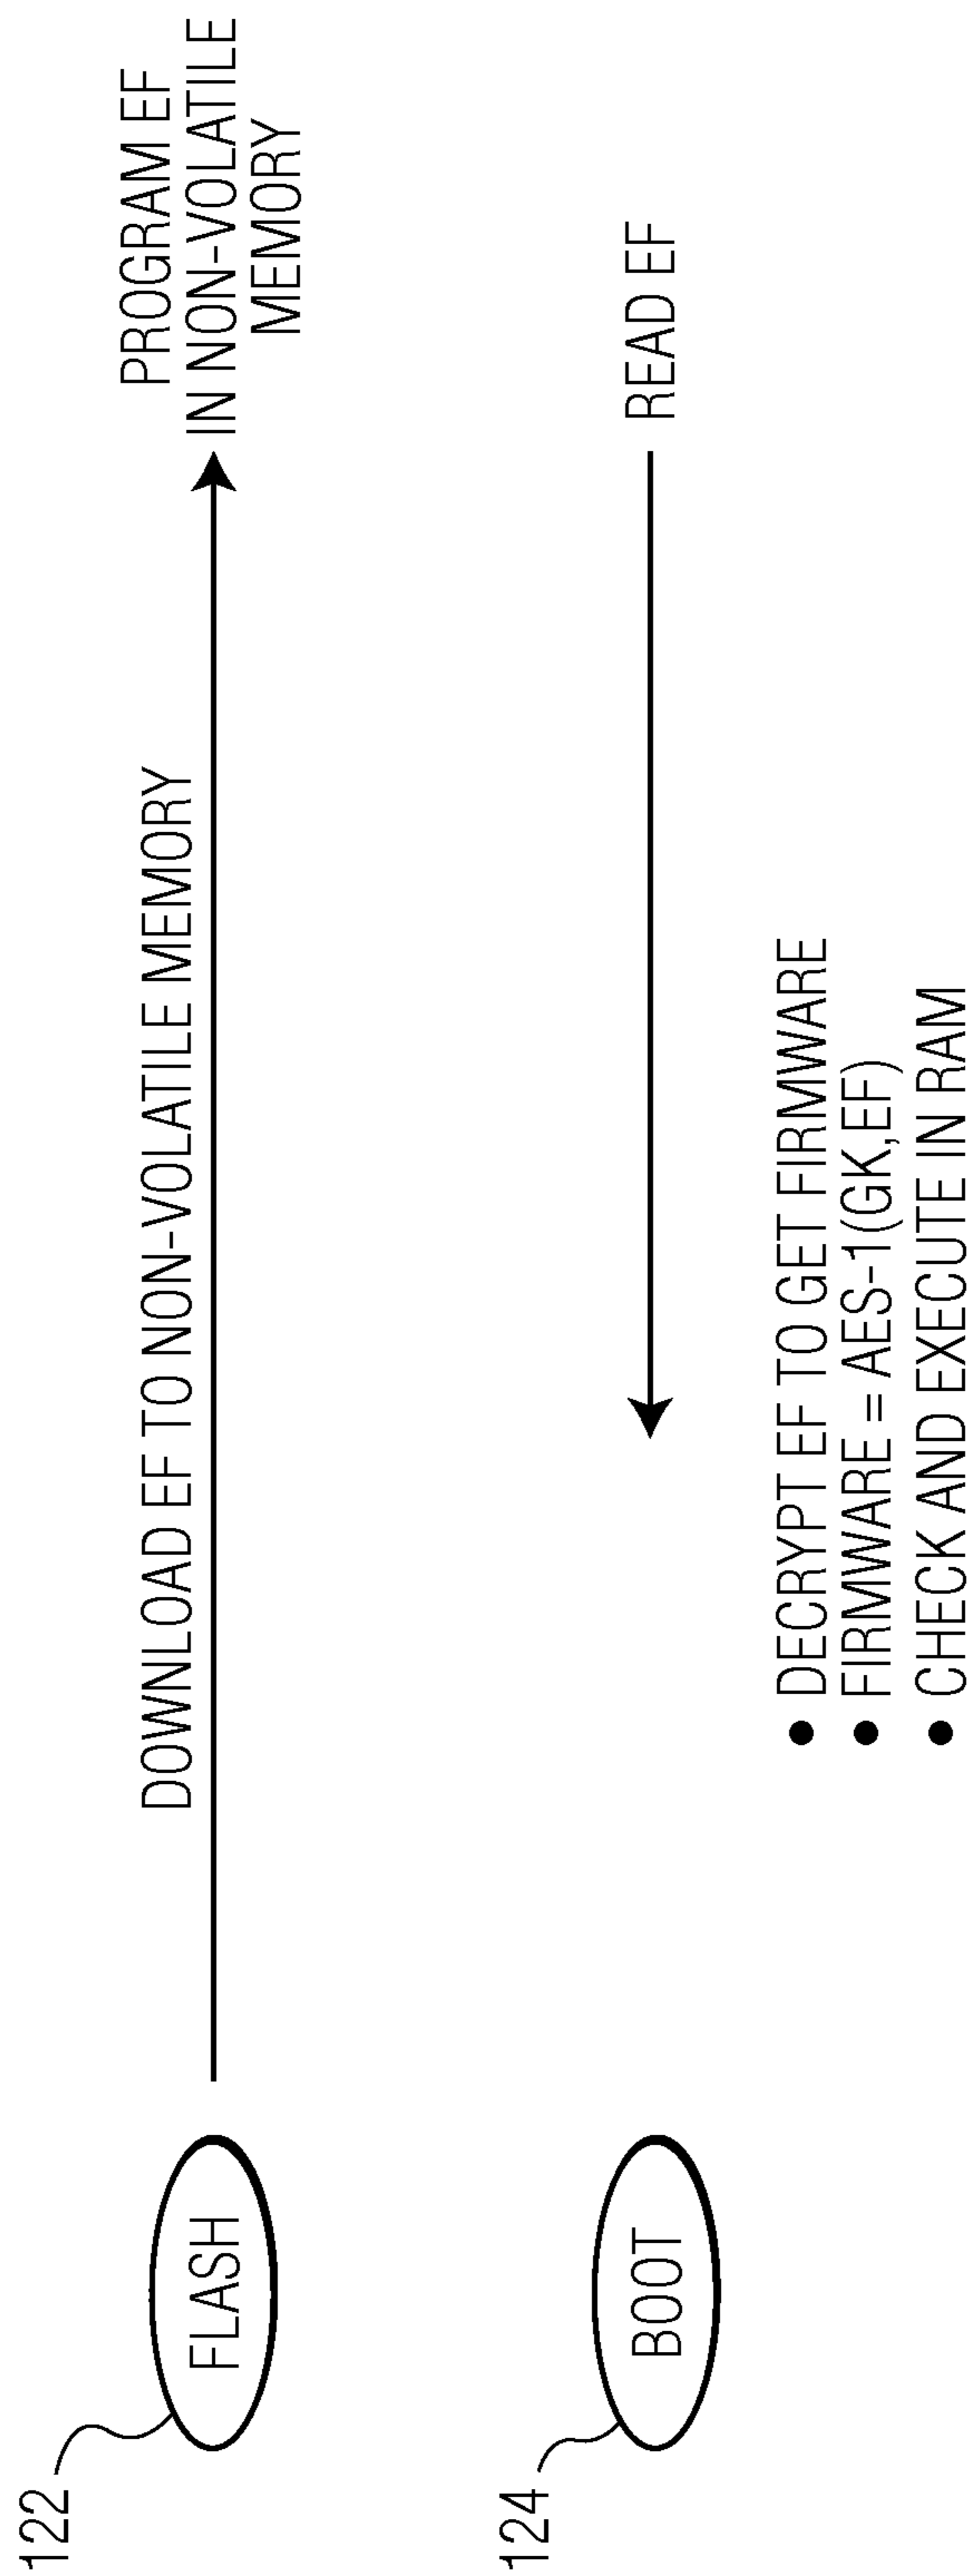 122
FLASH
DOWNLOAD EF TO NON-VOLATILE MEMORY
PROGRAM EF
IN NON-VOLATILE
MEMORY
124
BOOT
READ EF
• DECRYPT EF TO GET FIRMWARE
• FIRMWARE = AES-1(GK,EF)
• CHECK AND EXECUTE IN RAM